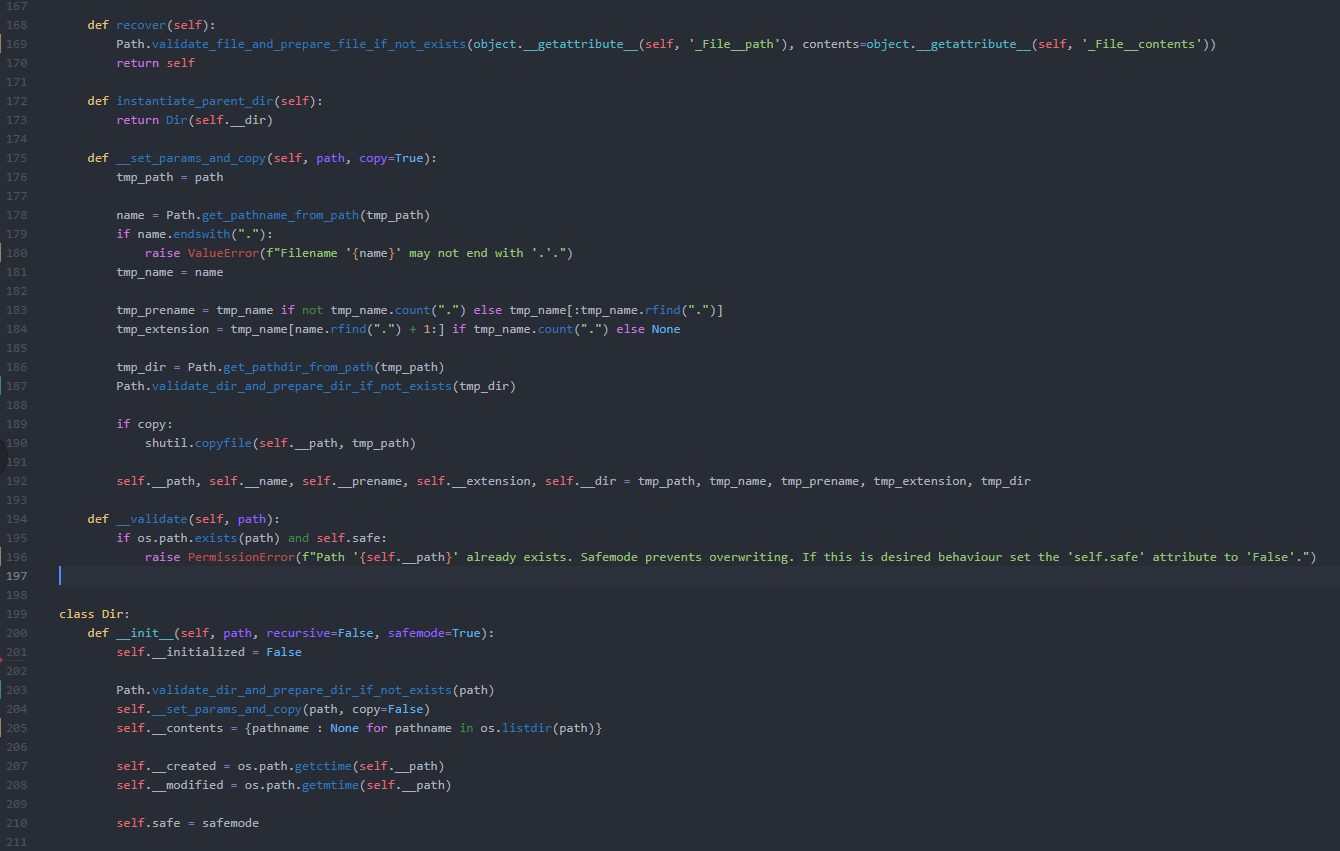 167
168 def recover(self):
169 Path.validate_file_and_prepare_file_if_not_exists(object.__getattribute__(self, '_File__path'), contents=object.__getattribute__(self, '_File__contents'))
170 return self
171
172 def instantiate_parent_dir(self):
173 return Dir(self.__dir)
174
175 def __set_params_and_copy(self, path, copy=True):
176 tmp_path = path
177
178 name = Path.get_pathname_from_path(tmp_path)
179 if name.endswith("."):
180 raise ValueError(f"Filename '{name}' may not end with '.'.")
181 tmp_name = name
182
183 tmp_prename = tmp_name if not tmp_name.count(".") else tmp_name[:tmp_name.rfind(".")]
184 tmp_extension = tmp_name[name.rfind(".") + 1:] if tmp_name.count(".") else None
185
186 tmp_dir = Path.get_pathdir_from_path(tmp_path)
187 Path.validate_dir_and_prepare_dir_if_not_exists(tmp_dir)
188
189 if copy:
190 shutil.copyfile(self.__path, tmp_path)
191
192 self.__path, self.__name, self.__prename, self.__extension, self.__dir = tmp_path, tmp_name, tmp_prename, tmp_extension, tmp_dir
193
194 def __validate(self, path):
195 if os.path.exists(path) and self.safe:
196 raise PermissionError(f"Path '{self.__path}' already exists. Safemode prevents overwriting. If this is desired behaviour set the 'self.safe' attribute to 'False'.")
197
198
199 class Dir:
200 def __init__(self, path, recursive=False, safemode=True):
201 self.__initialized = False
202
203 Path.validate_dir_and_prepare_dir_if_not_exists(path)
204 self.__set_params_and_copy(path, copy=False)
205 self.__contents = {pathname : None for pathname in os.listdir(path)}
206
207 self.__created = os.path.getctime(self.__path)
208 self.__modified = os.path.getmtime(self.__path)
209
210 self.safe = safemode
211